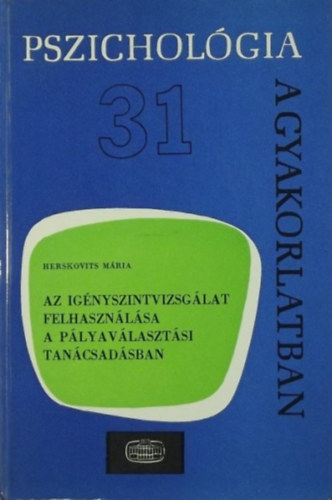 PSZICHOLÓGIA
A GYAKORLATBAN
31
HERSKOVITS MÁRIA
AZ IGÉNYSZINTVIZSGÁLAT
FELHASZNÁLÁSA
A PÁLYAVÁLASZTÁSI
TANÁCSADÁSBAN